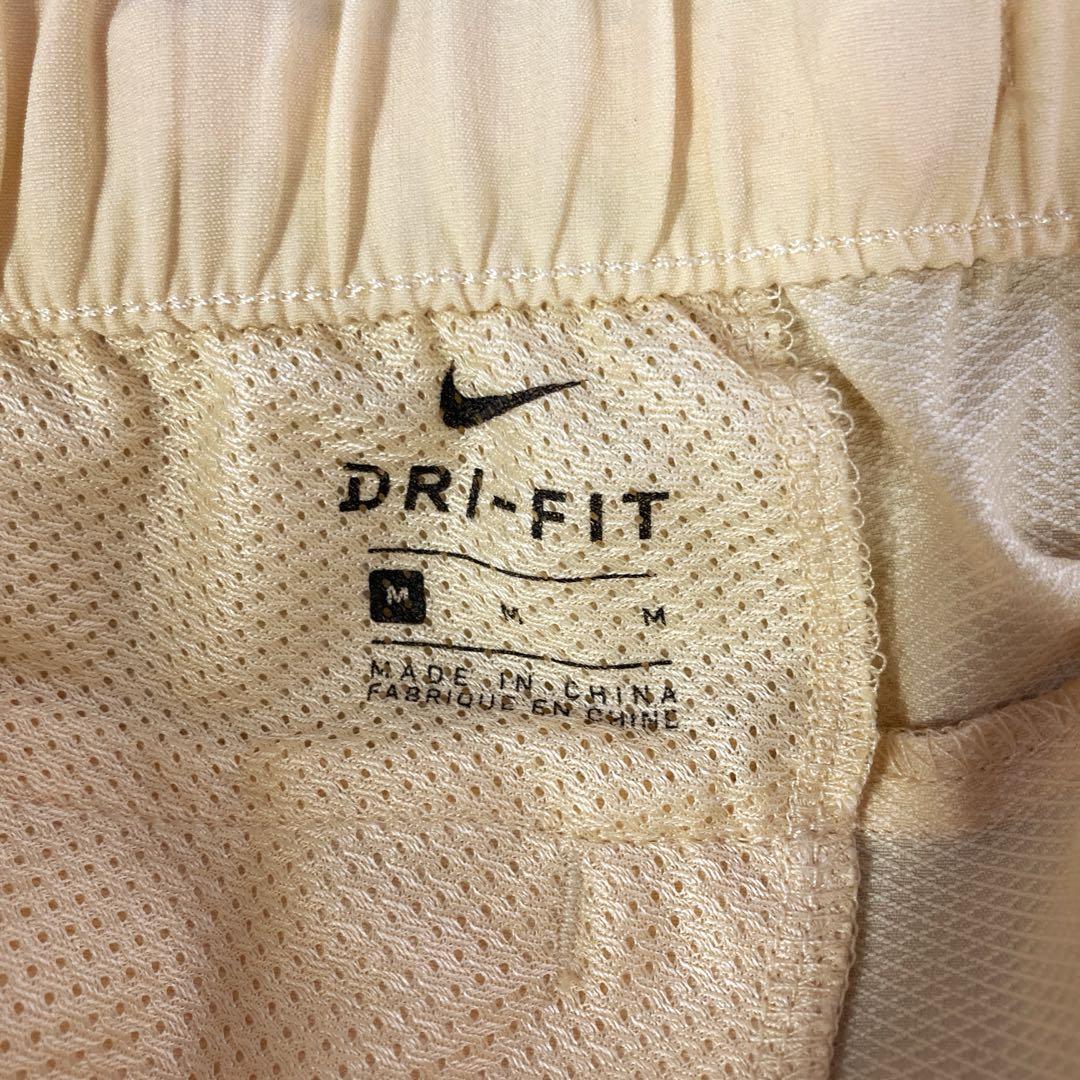 DRI-FIT
M M M
MADE IN CHINA
FABRIQUE EN CHINE